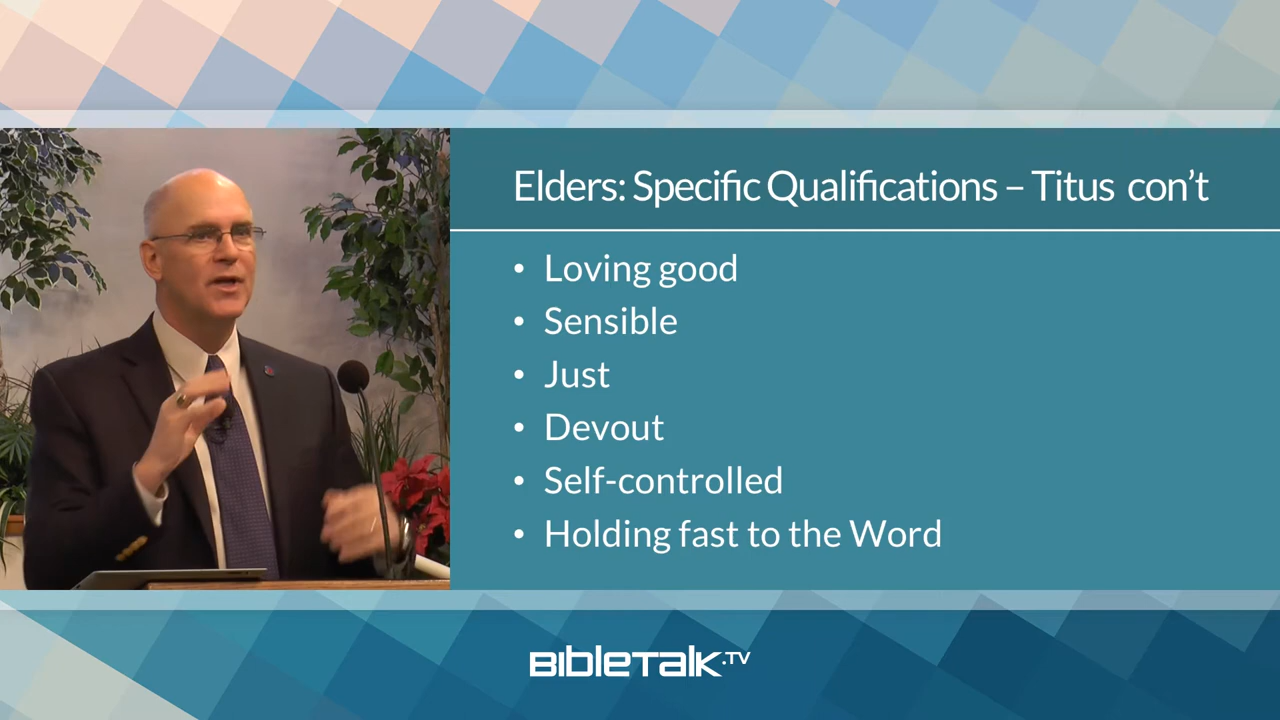 Elders: Specific Qualifications – Titus con't
• Loving good
• Sensible
• Just
• Devout
• Self-controlled
• Holding fast to the Word
BIBLETALK.TV